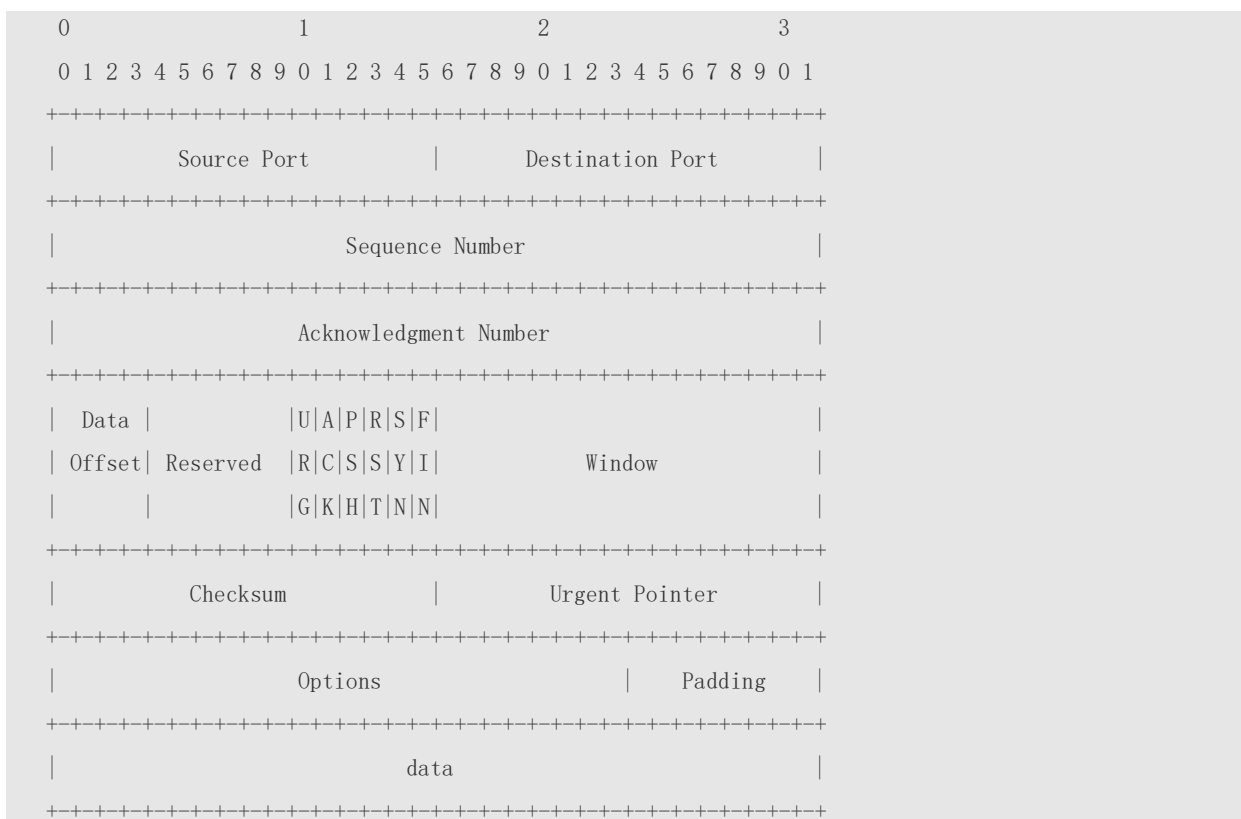 0                   1                   2                   3
 0 1 2 3 4 5 6 7 8 9 0 1 2 3 4 5 6 7 8 9 0 1 2 3 4 5 6 7 8 9 0 1
+-+-+-+-+-+-+-+-+-+-+-+-+-+-+-+-+-+-+-+-+-+-+-+-+-+-+-+-+-+-+-+-+
|          Source Port          |       Destination Port        |
+-+-+-+-+-+-+-+-+-+-+-+-+-+-+-+-+-+-+-+-+-+-+-+-+-+-+-+-+-+-+-+-+
|                        Sequence Number                        |
+-+-+-+-+-+-+-+-+-+-+-+-+-+-+-+-+-+-+-+-+-+-+-+-+-+-+-+-+-+-+-+-+
|                    Acknowledgment Number                      |
+-+-+-+-+-+-+-+-+-+-+-+-+-+-+-+-+-+-+-+-+-+-+-+-+-+-+-+-+-+-+-+-+
|  Data |           |U|A|P|R|S|F|                               |
| Offset| Reserved  |R|C|S|S|Y|I|            Window             |
|       |           |G|K|H|T|N|N|                               |
+-+-+-+-+-+-+-+-+-+-+-+-+-+-+-+-+-+-+-+-+-+-+-+-+-+-+-+-+-+-+-+-+
|           Checksum            |         Urgent Pointer        |
+-+-+-+-+-+-+-+-+-+-+-+-+-+-+-+-+-+-+-+-+-+-+-+-+-+-+-+-+-+-+-+-+
|                    Options                    |    Padding    |
+-+-+-+-+-+-+-+-+-+-+-+-+-+-+-+-+-+-+-+-+-+-+-+-+-+-+-+-+-+-+-+-+
|                             data                              |
+-+-+-+-+-+-+-+-+-+-+-+-+-+-+-+-+-+-+-+-+-+-+-+-+-+-+-+-+-+-+-+-+